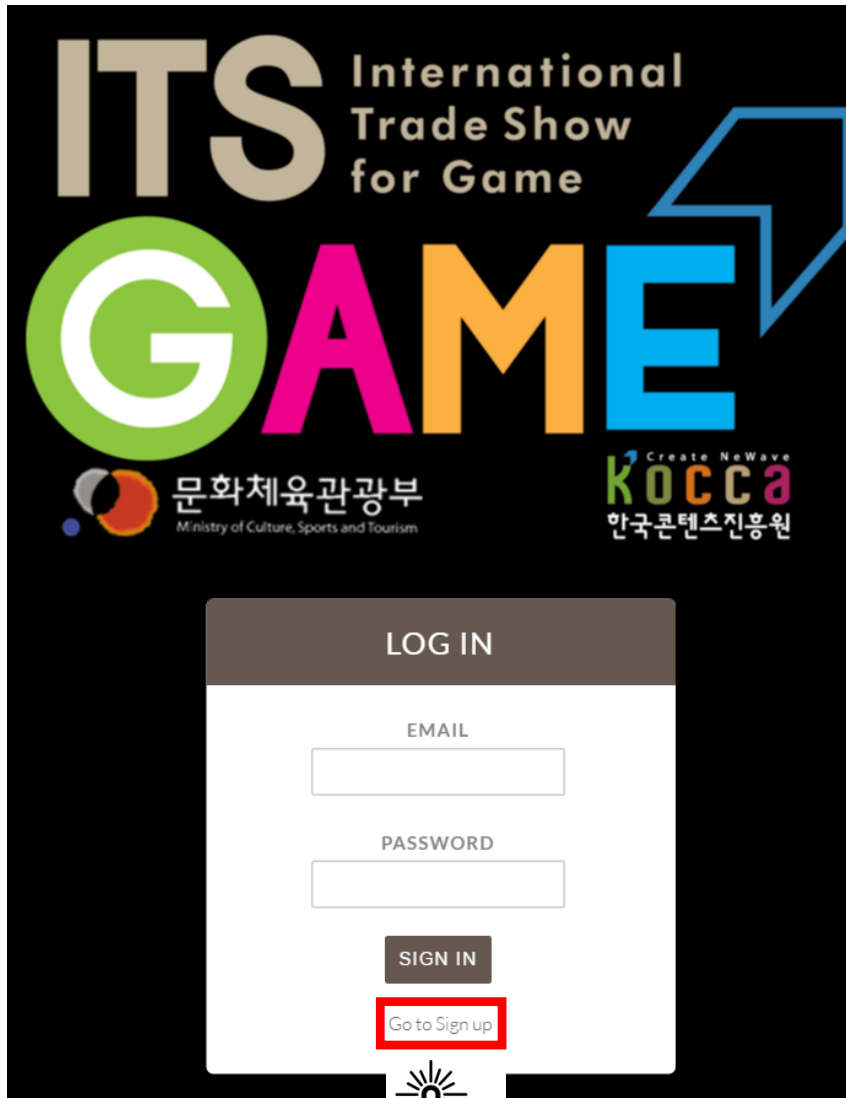 ITS
International
Trade Show
for Game
GAME
문화체육관광부
Ministry of Culture, Sports and Tourism
Create NeWave
KOCCA
한국콘텐츠진흥원
LOG IN
EMAIL
PASSWORD
SIGN IN
Go to Sign up